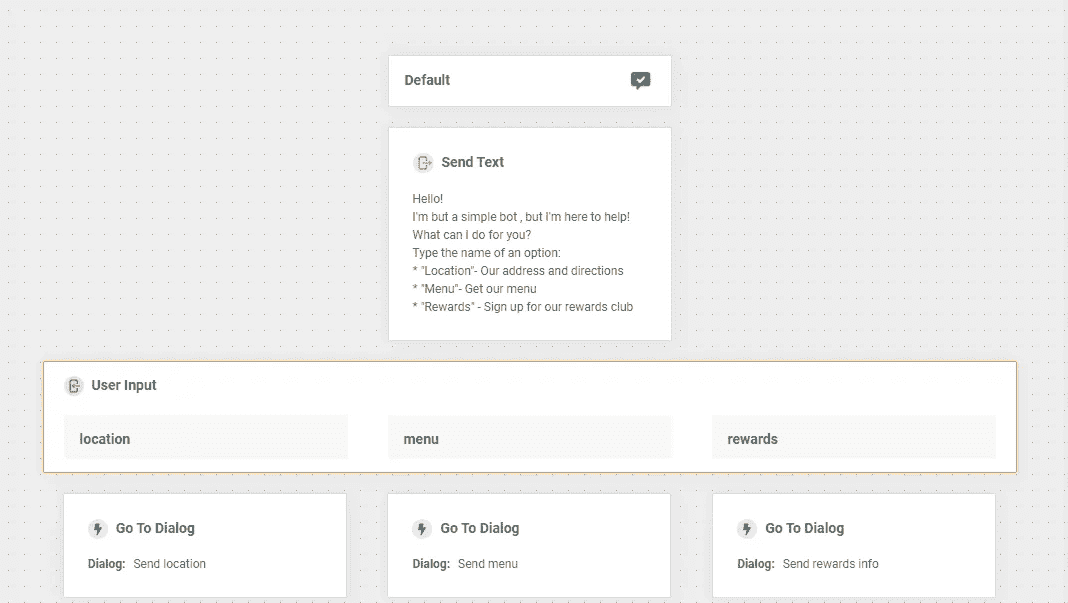 Default
Send Text
Hello!
I'm but a simple bot , but I'm here to help!
What can I do for you?
Type the name of an option:
* "Location"- Our address and directions
* "Menu"- Get our menu
* "Rewards" - Sign up for our rewards club
User Input
location
menu
rewards
Go To Dialog
Dialog: Send location
Go To Dialog
Dialog: Send menu
Go To Dialog
Dialog: Send rewards info